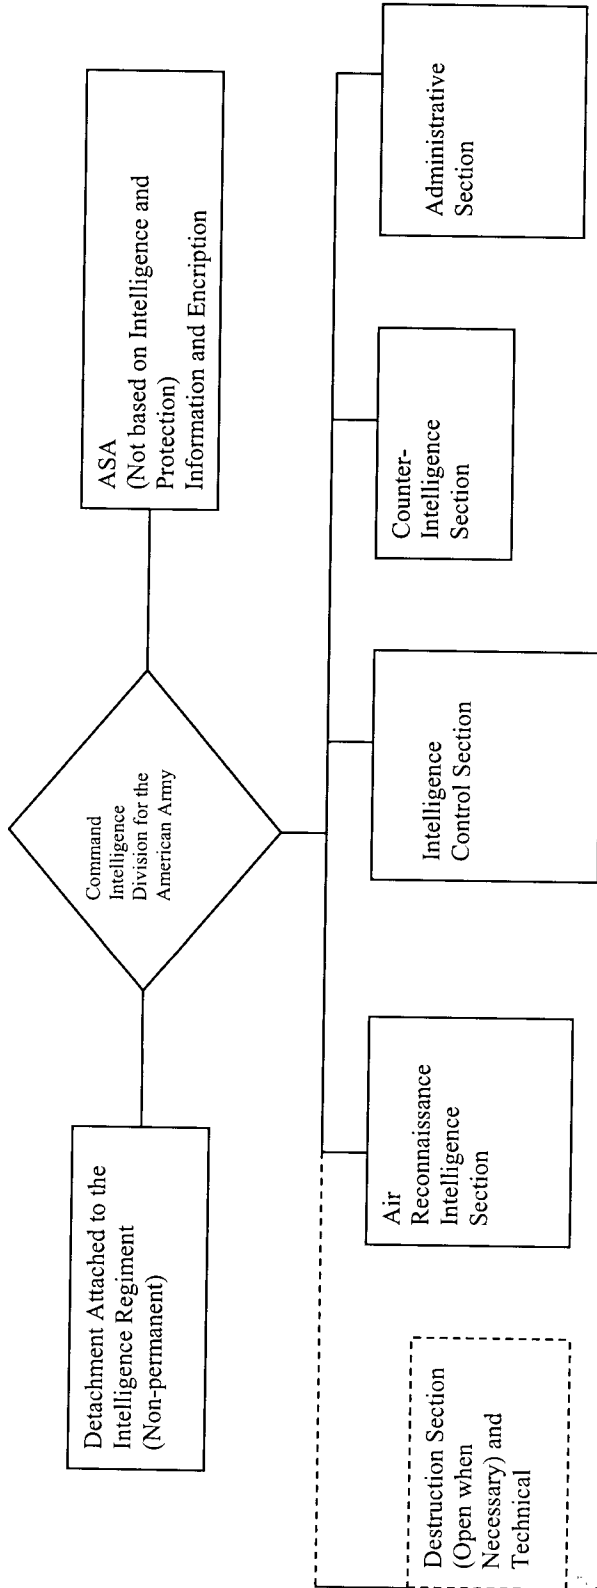 Command
Intelligence
Division for the
American Army
Detachment Attached to the
Intelligence Regiment
(Non-permanent)
ASA
(Not based on Intelligence and
Protection)
Information and Encription
Destruction Section
(Open when
Necessary) and
Technical
Air
Reconnaissance
Intelligence
Section
Intelligence
Control Section
Counter-
Intelligence
Section
Administrative
Section